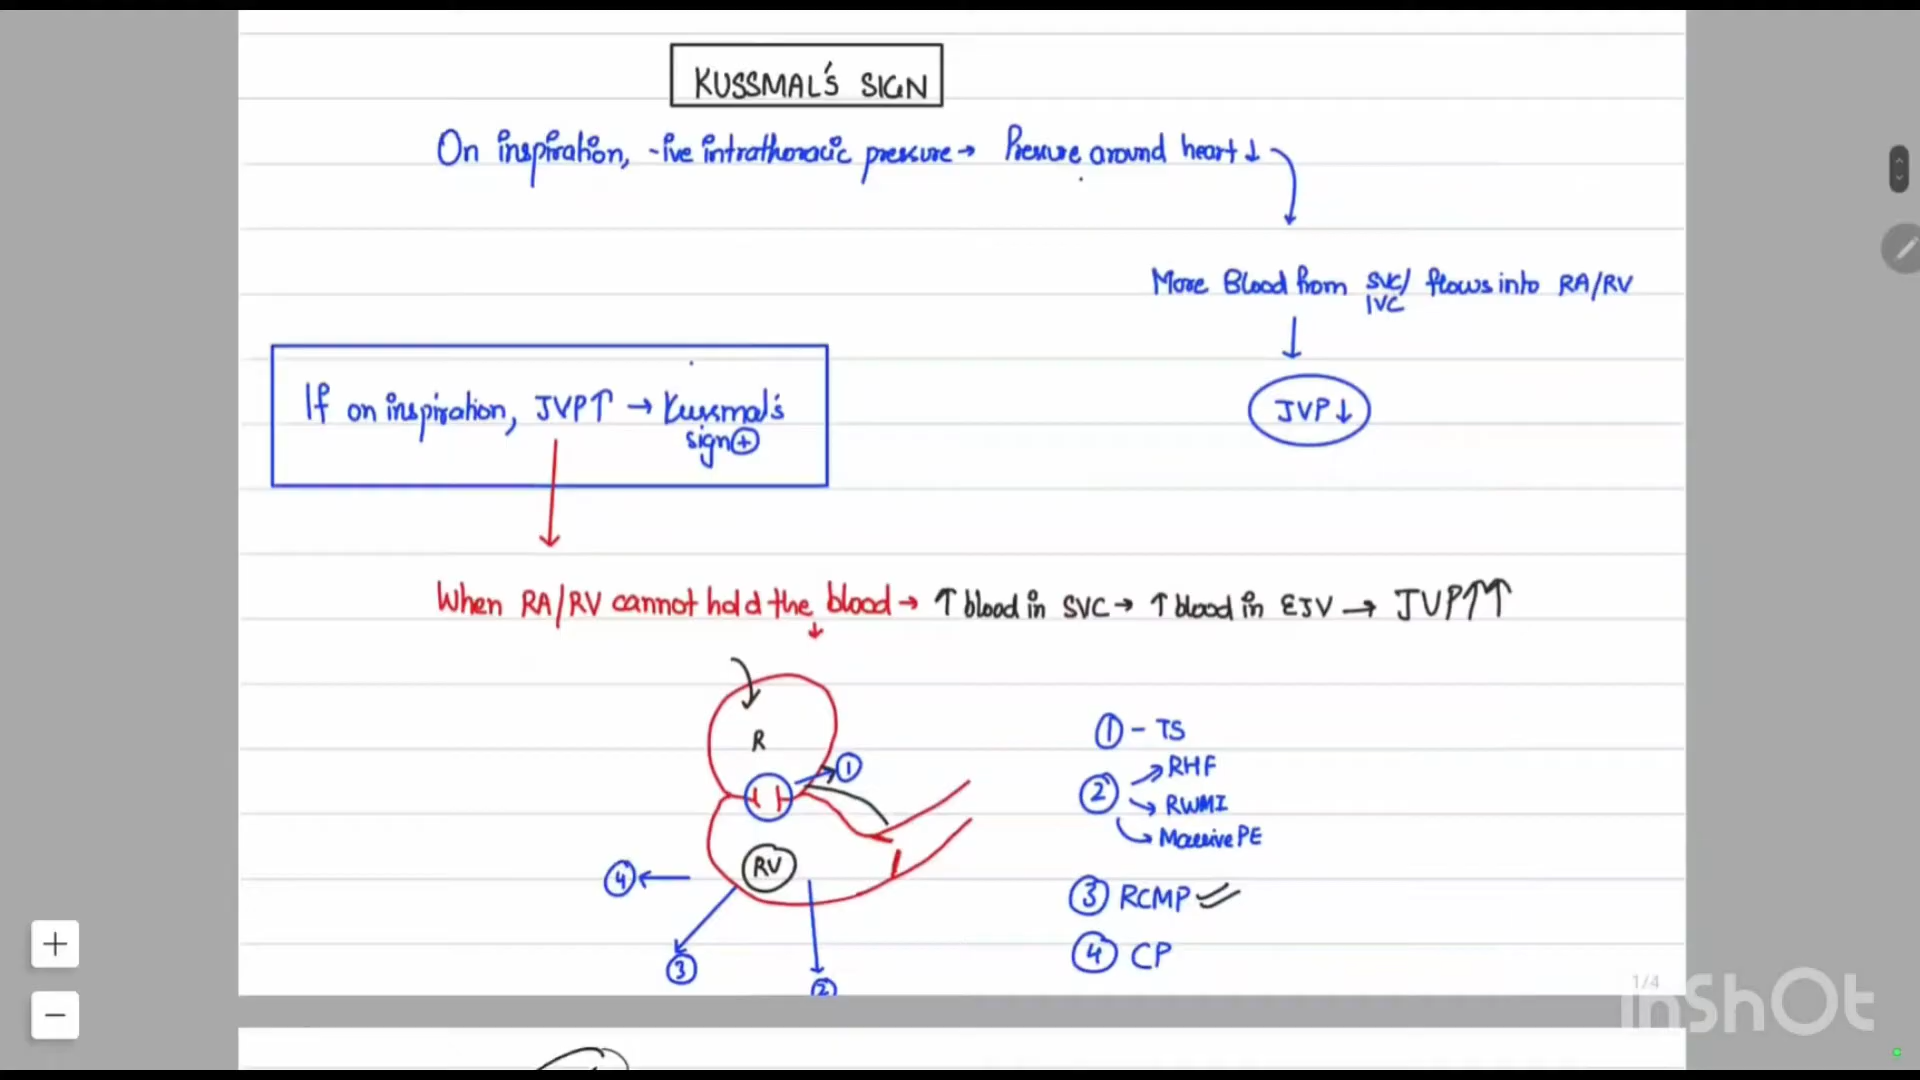 KUSSMAL'S SIGN
On inspiration, -ive intrathoracic pressure → Pressure around heart ↓
More Blood from SVC/ flows into RA/RV
IVC
JVP↓
If on inspiration, JVP↑ → Kussmal's
sign ⊕
When RA/RV cannot hold the blood → ↑ blood in SVC → ↑ blood in EJV → JVP↑↑
R
1
RV
4
3
2
① - TS
② → RHF
→ RWMI
→ Massive PE
③ RCMP
④ CP
1/4
InShOt